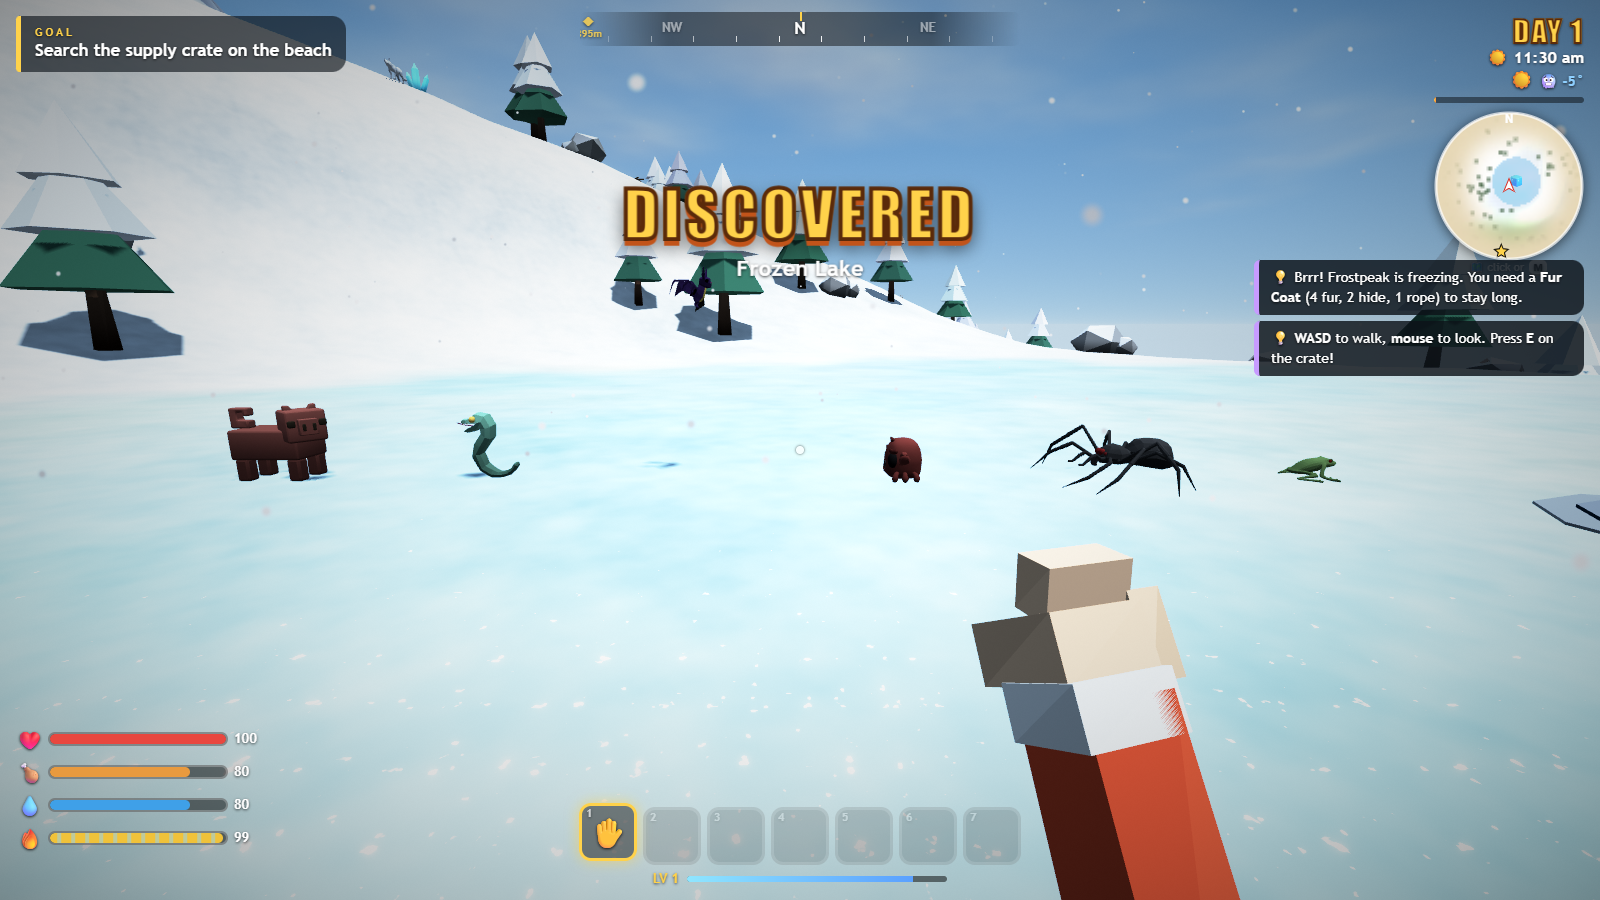 GOAL
Search the supply crate on the beach
NW
N
NE
95m
DAY 1
11:30 am
-5°
N
DISCOVERED
Frozen Lake
Brrr! Frostpeak is freezing. You need a Fur
Coat (4 fur, 2 hide, 1 rope) to stay long.
WASD to walk, mouse to look. Press E on
the crate!
100
80
80
99
1
2
3
4
5
6
7
LV 1